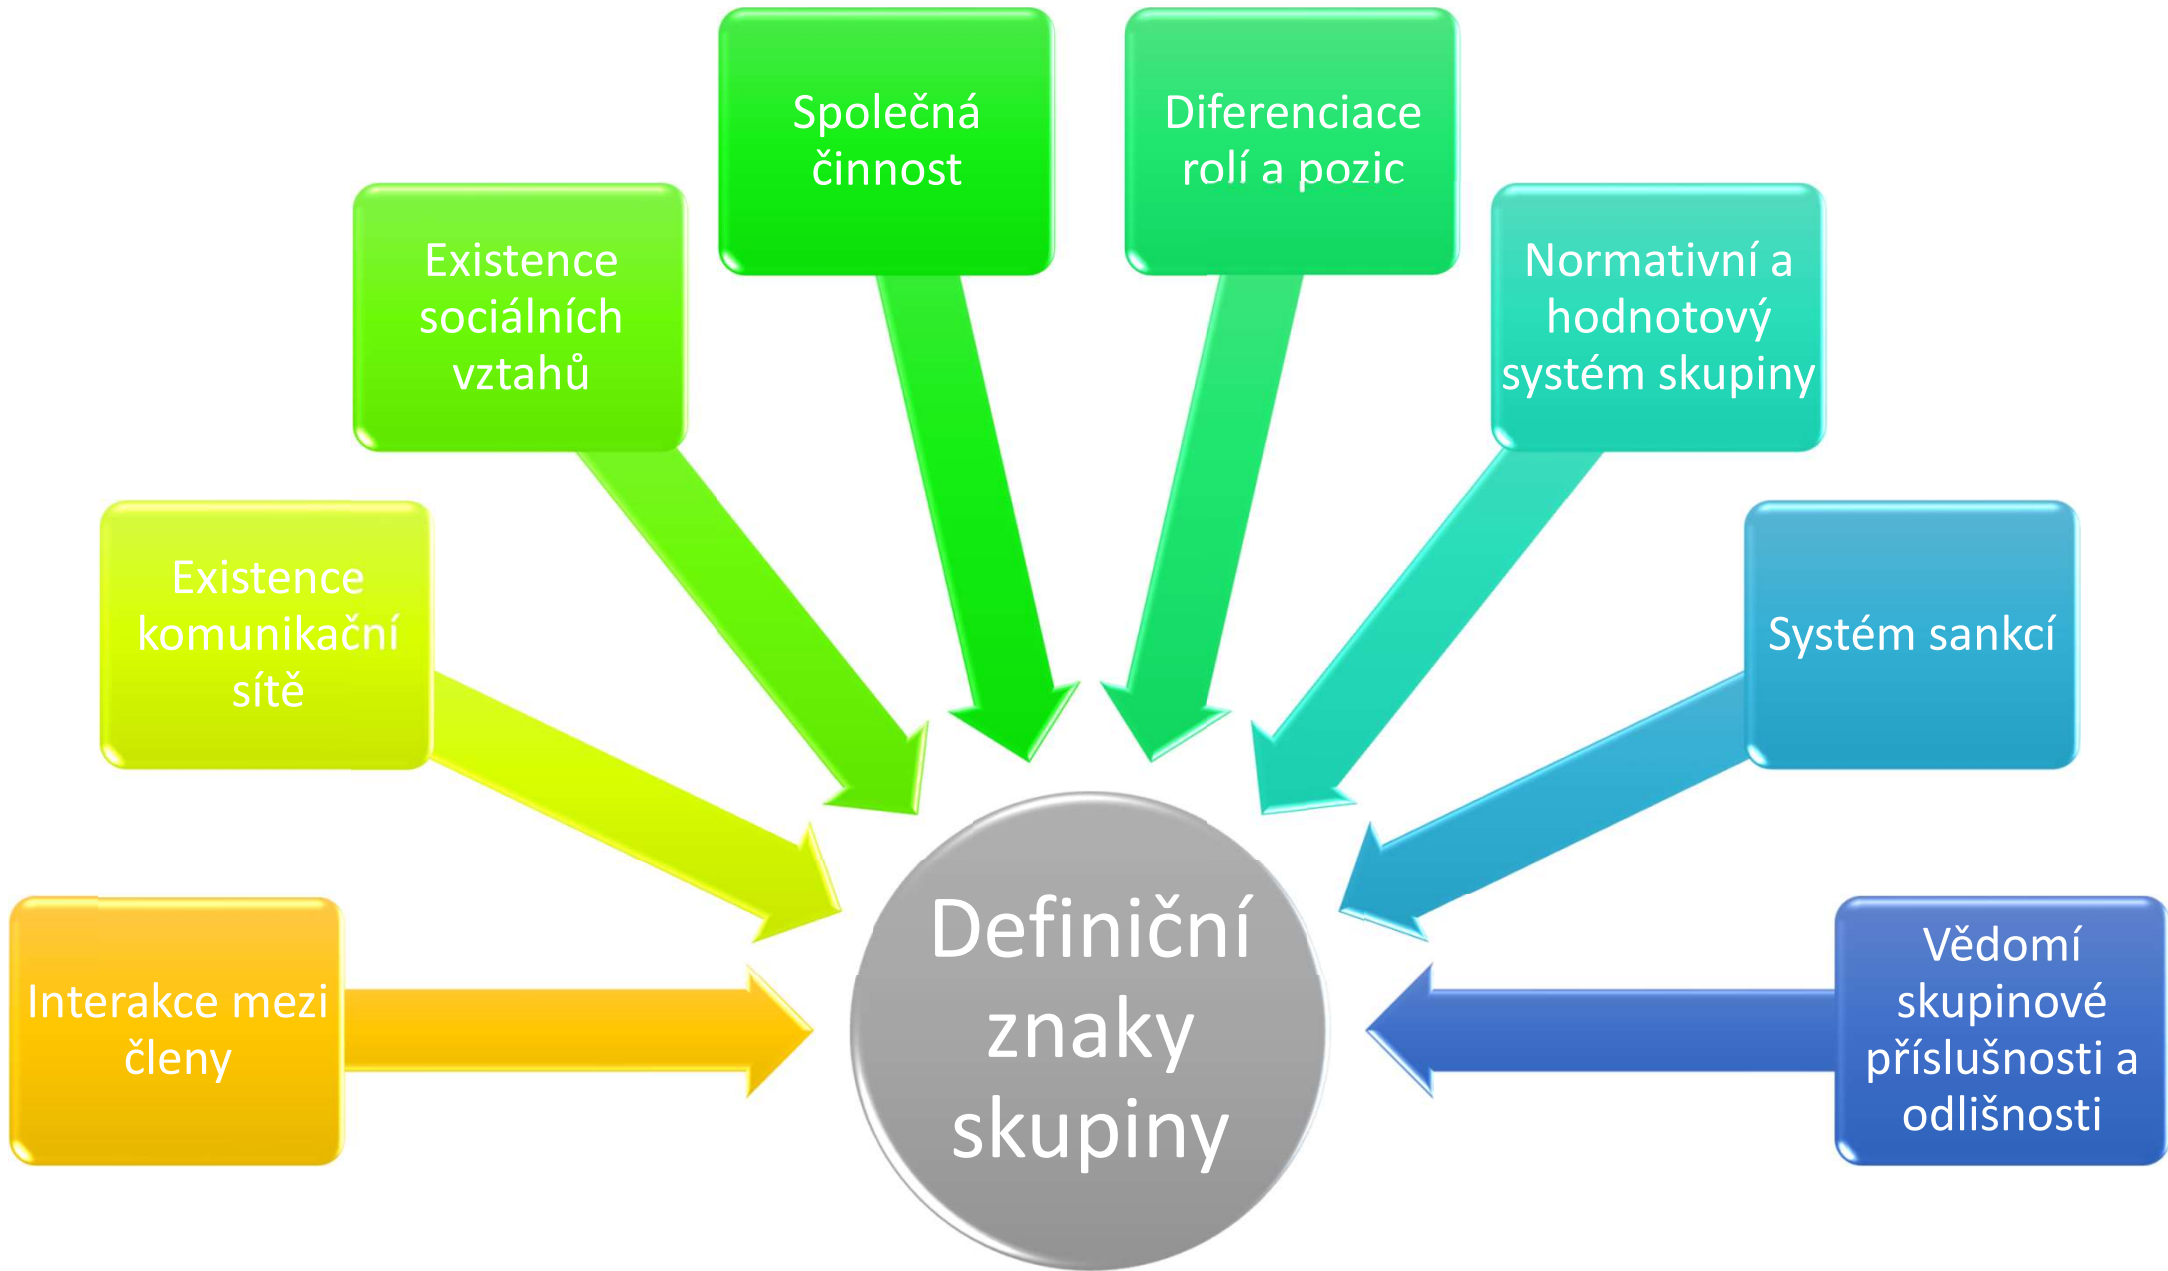 Společná
činnost
Diferenciace
rolí a pozic
Existence
sociálních
vztahů
Normativní a
hodnotový
systém skupiny
Existence
komunikační
sítě
Systém sankcí
Interakce mezi
členy
Definiční
znaky
skupiny
Vědomí
skupinové
příslušnosti a
odlišnosti